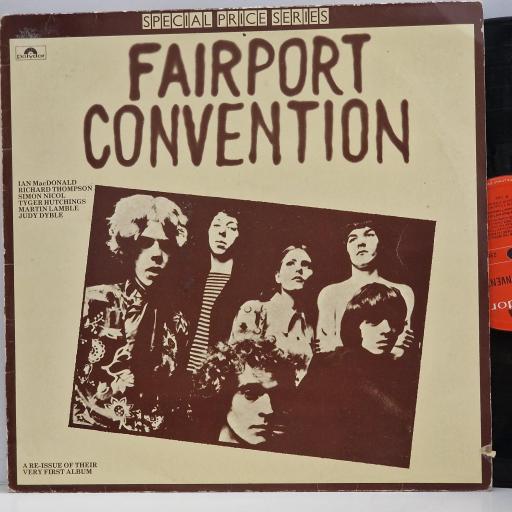 SPECIAL PRICE SERIES
polydor
FAIRPORT
CONVENTION
IAN MacDONALD
RICHARD THOMPSON
SIMON NICOL
TYGER HUTCHINGS
MARTIN LAMBLE
JUDY DYBLE
A RE-ISSUE OF THEIR
VERY FIRST ALBUM